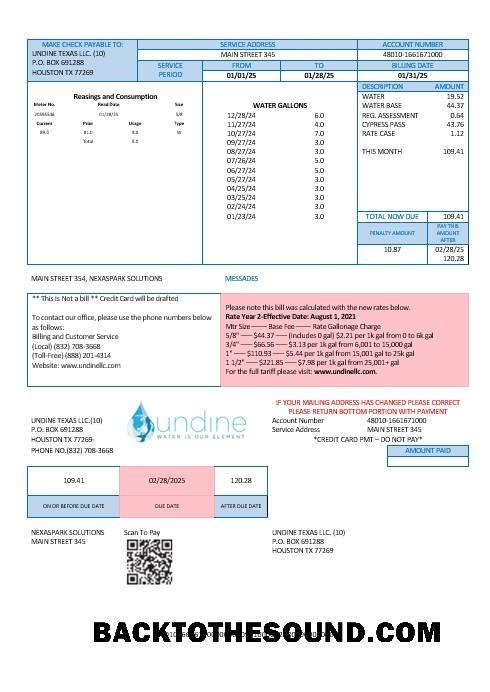 MAKE CHECK PAYABLE TO:
UNDINE TEXAS LLC. (10)
P.O. BOX 691288
HOUSTON TX 77269
SERVICE ADDRESS
MAIN STREET 345
ACCOUNT NUMBER
48010-1661671000
SERVICE PERIOD
FROM
01/01/25
TO
01/28/25
BILLING DATE
01/31/25
Reasings and Consumption
Meter No. Read Date Size
01/28/25 5/8
Current Prior Usage Type
89.0 81.0 9.0 W
Total 9.0
WATER GALLONS
12/28/24 6.0
11/27/24 4.0
10/27/24 7.0
09/27/24 3.0
08/27/24 3.0
07/26/24 5.0
06/27/24 5.0
05/27/24 3.0
04/25/24 3.0
03/25/24 3.0
02/24/24 3.0
01/23/24 3.0
DESCRIPTION AMOUNT
WATER 19.52
WATER BASE 44.37
REG. ASSESSMENT 0.64
CYPRESS PASS 43.76
RATE CASE 1.12
THIS MONTH 109.41
TOTAL NOW DUE 109.41
PENALTY AMOUNT
PAY THIS
AMOUNT
AFTER
10.87 02/28/25
120.28
MAIN STREET 354, NEXASPARK SOLUTIONS
MESSADES
** This is Not a bill ** Credit Card will be drafted
To contact our office, please use the phone numbers below
as follows:
Billing and Customer Service
(Local) (832) 708-3668
(Toll-Free) (888) 201-4314
Website: www.undinellc.com
Please note this bill was calculated with the new rates below.
Rate Year 2-Effective Date: August 1, 2021
Mtr Size —— Base Fee —— Rate Gallonage Charge
5/8" —— $44.37 —— (Includes 0 gal) $2.21 per 1k gal from 0 to 6k gal
3/4" —— $66.56 —— $3.13 per 1k gal from 6,001 to 15,000 gal
1" —— $110.93 —— $5.44 per 1k gal from 15,001 gal to 25k gal
1 1/2" —— $221.85 —— $7.98 per 1k gal from 25,001+ gal
For the full tariff please visit: www.undinellc.com.
UNDINE TEXAS LLC.(10)
P.O. BOX 691288
HOUSTON TX 77269-
PHONE NO.(832) 708-3668
undine
WATER IS OUR ELEMENT
IF YOUR MAILING ADDRESS HAS CHANGED PLEASE CORRECT
PLEASE RETURN BOTTOM PORTION WITH PAYMENT
Account Number 48010-1661671000
Service Address MAIN STREET 345
*CREDIT CARD PMT – DO NOT PAY*
AMOUNT PAID
109.41 02/28/2025 120.28
ON OR BEFORE DUE DATE DUE DATE AFTER DUE DATE
NEXASPARK SOLUTIONS
MAIN STREET 345
Scan To Pay
UNDINE TEXAS LLC. (10)
P.O. BOX 691288
HOUSTON TX 77269
BACKTOTHESOUND.COM